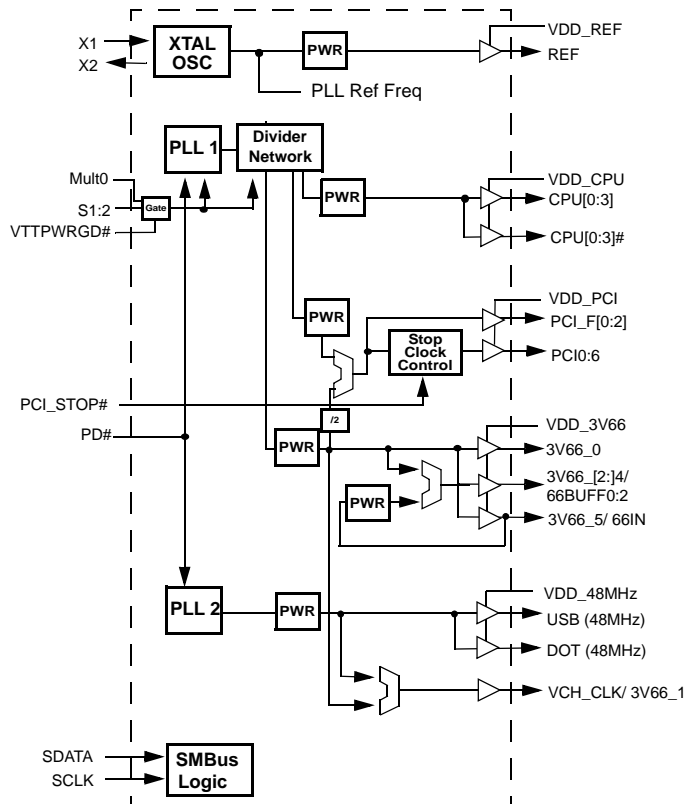 X1
X2
XTAL
OSC
PWR
VDD_REF
REF
PLL Ref Freq
PLL 1
Divider
Network
Mult0
S1:2
VTTPWRGD#
Gate
PWR
VDD_CPU
CPU[0:3]
CPU[0:3]#
PWR
Stop
Clock
Control
VDD_PCI
PCI_F[0:2]
PCI0:6
PCI_STOP#
/2
PD#
PWR
VDD_3V66
3V66_0
3V66_[2:]4/
66BUFF0:2
PWR
3V66_5/ 66IN
PLL 2
PWR
VDD_48MHz
USB (48MHz)
DOT (48MHz)
VCH_CLK/ 3V66_1
SDATA
SCLK
SMBus
Logic